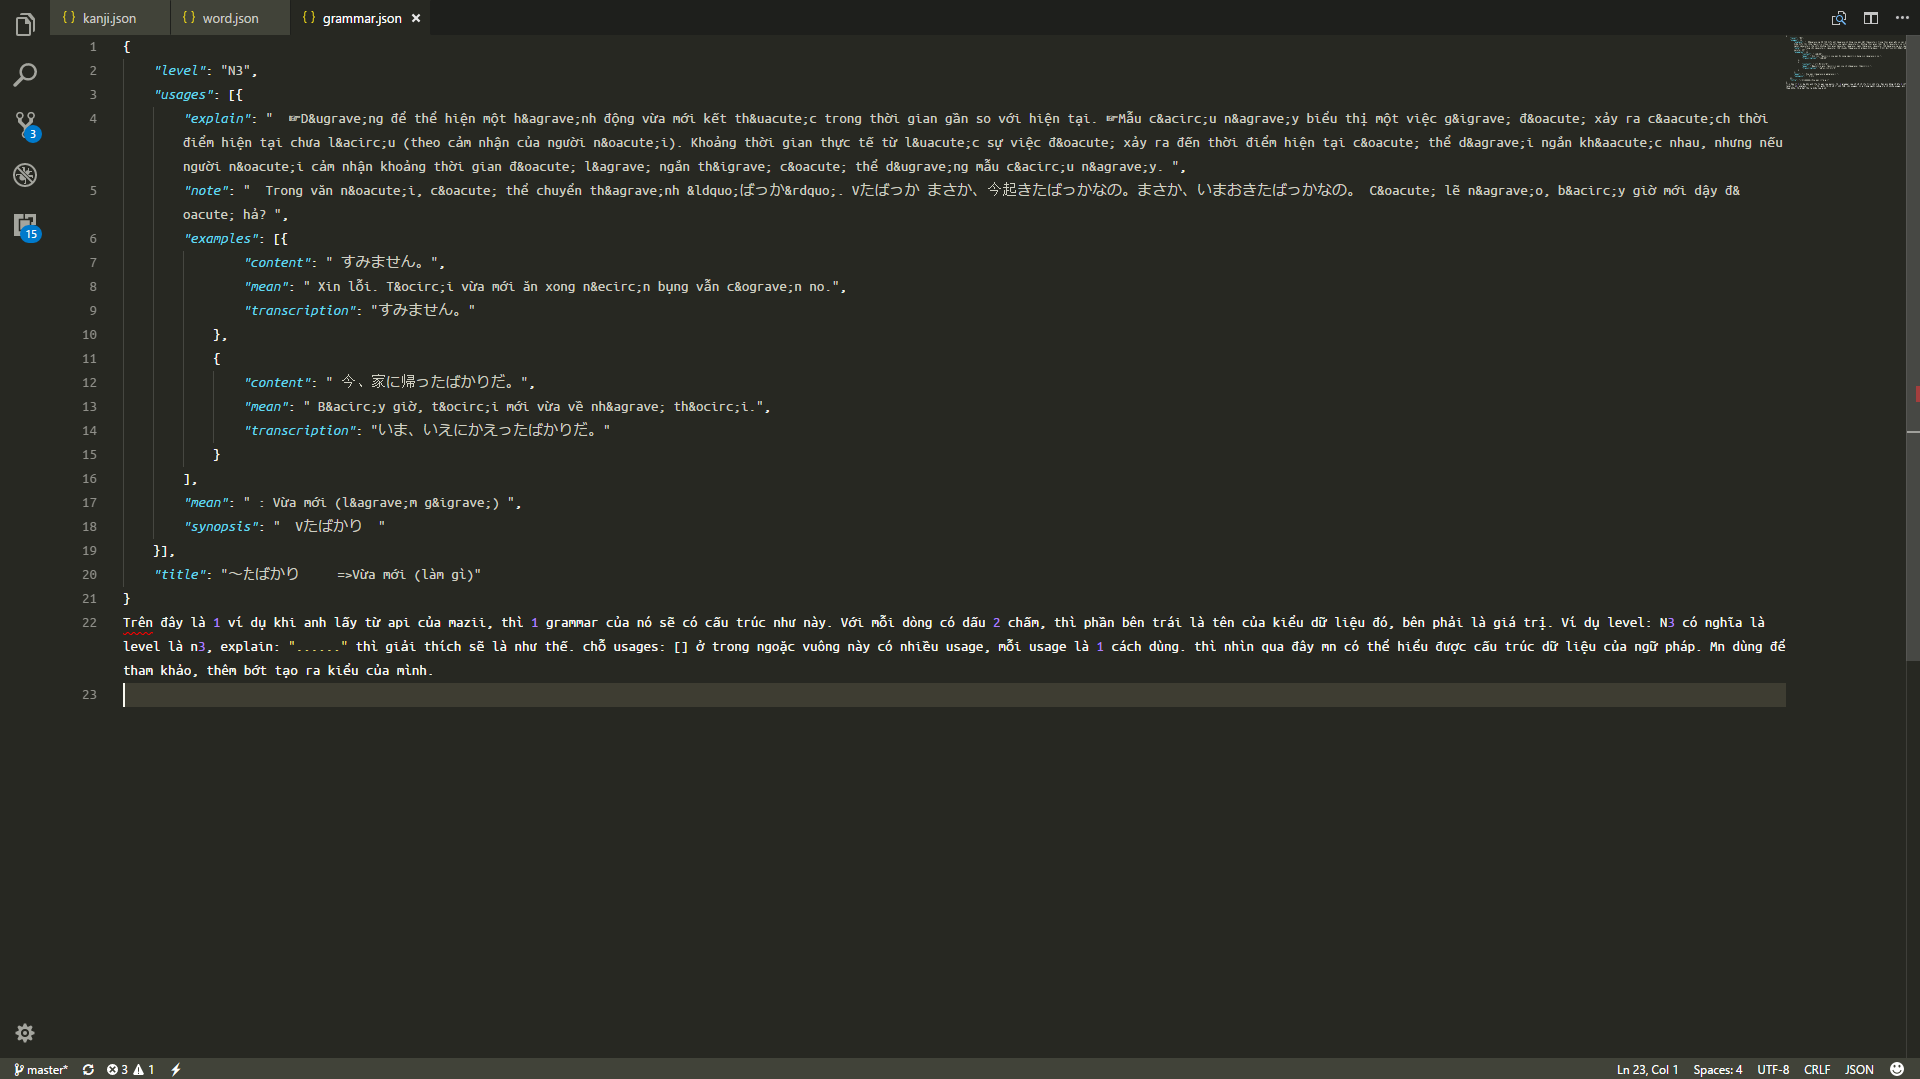 { } kanji.json { } word.json { } grammar.json ×
1 {
2 "level": "N3",
3 "usages": [{
4 "explain": "  ☞D&ugrave;ng để thể hiện một h&agrave;nh động vừa mới kết th&uacute;c trong thời gian gần so với hiện tại. ☞Mẫu c&acirc;u n&agrave;y biểu thị một việc g&igrave; đ&oacute; xảy ra c&aacute;ch thời
điểm hiện tại chưa l&acirc;u (theo cảm nhận của người n&oacute;i). Khoảng thời gian thực tế từ l&uacute;c sự việc đ&oacute; xảy ra đến thời điểm hiện tại c&oacute; thể d&agrave;i ngắn kh&aacute;c nhau, nhưng nếu
người n&oacute;i cảm nhận khoảng thời gian đ&oacute; l&agrave; ngắn th&igrave; c&oacute; thể d&ugrave;ng mẫu c&acirc;u n&agrave;y. ",
5 "note": "  Trong văn n&oacute;i, c&oacute; thể chuyển th&agrave;nh &ldquo;ばっか&rdquo;. Vたばっか まさか、今起きたばっかなの。まさか、いまおきたばっかなの。 C&oacute; lẽ n&agrave;o, b&acirc;y giờ mới dậy đ&
oacute; hả? ",
6 "examples": [{
7 "content": " すみません。",
8 "mean": " Xin lỗi. T&ocirc;i vừa mới ăn xong n&ecirc;n bụng vẫn c&ograve;n no.",
9 "transcription": "すみません。"
10 },
11 {
12 "content": " 今、家に帰ったばかりだ。",
13 "mean": " B&acirc;y giờ, t&ocirc;i mới vừa về nh&agrave; th&ocirc;i.",
14 "transcription": "いま、いえにかえったばかりだ。"
15 }
16 ],
17 "mean": " : Vừa mới (l&agrave;m g&igrave;) ",
18 "synopsis": "  Vたばかり  "
19 }],
20 "title": "～たばかり     =>Vừa mới (làm gì)"
21 }
22 Trên đây là 1 ví dụ khi anh lấy từ api của mazii, thì 1 grammar của nó sẽ có cấu trúc như này. Với mỗi dòng có dấu 2 chấm, thì phần bên trái là tên của kiểu dữ liệu đó, bên phải là giá trị. Ví dụ level: N3 có nghĩa là
level là n3, explain: "......" thì giải thích sẽ là như thế. chỗ usages: [] ở trong ngoặc vuông này có nhiều usage, mỗi usage là 1 cách dùng. thì nhìn qua đây mn có thể hiểu được cấu trúc dữ liệu của ngữ pháp. Mn dùng để
tham khảo, thêm bớt tạo ra kiểu của mình.
23
3
15
master* 3 1 Ln 23, Col 1 Spaces: 4 UTF-8 CRLF JSON